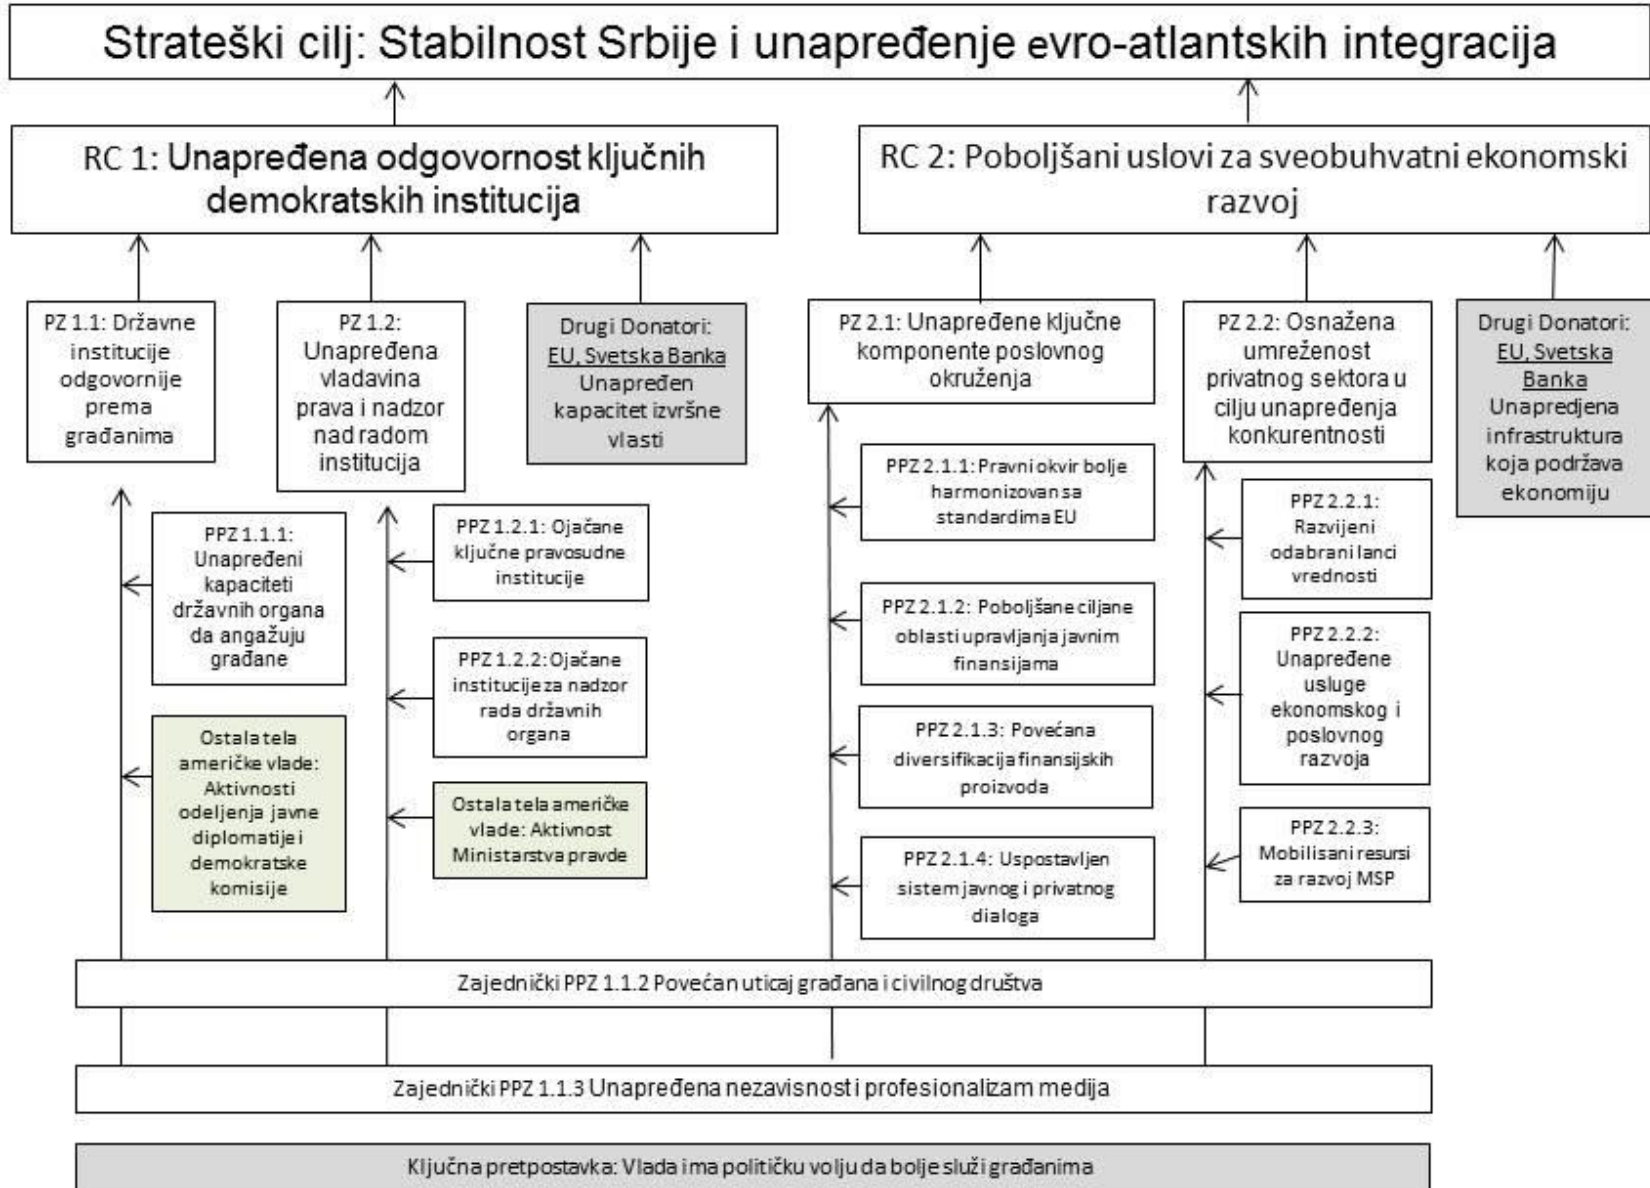 Strateški cilj: Stabilnost Srbije i unapređenje evro-atlantskih integracija
RC 1: Unapređena odgovornost ključnih
demokratskih institucija
RC 2: Poboljšani uslovi za sveobuhvatni ekonomski
razvoj
PZ 1.1: Državne
institucije
odgovornije
prema
građanima
PZ 1.2:
Unapređena
vladavina
prava i nadzor
nad radom
institucija
Drugi Donatori:
EU, Svetska Banka
Unapređen
kapacitet izvršne
vlasti
PZ 2.1: Unapređene ključne
komponente poslovnog
okruženja
PZ 2.2: Osnažena
umreženost
privatnog sektora u
cilju unapređenja
konkurentnosti
Drugi Donatori:
EU, Svetska
Banka
Unapredjena
infrastruktura
koja podržava
ekonomiju
PPZ 1.1.1:
Unapređeni
kapaciteti
državnih organa
da angažuju
građane
Ostala tela
američke vlade:
Aktivnosti
odeljenja javne
diplomatije i
demokratske
komisije
PPZ 1.2.1: Ojačane
ključne pravosudne
institucije
PPZ 1.2.2: Ojačane
institucije za nadzor
rada državnih
organa
Ostala tela američke
vlade: Aktivnost
Ministarstva pravde
PPZ 2.1.1: Pravni okvir bolje
harmonizovan sa
standardima EU
PPZ 2.1.2: Poboljšane ciljane
oblasti upravljanja javnim
finansijama
PPZ 2.1.3: Povećana
diversifikacija finansijskih
proizvoda
PPZ 2.1.4: Uspostavljen
sistem javnog i privatnog
dialoga
PPZ 2.2.1:
Razvijeni
odabrani lanci
vrednosti
PPZ 2.2.2:
Unapređene
usluge
ekonomskog i
poslovnog
razvoja
PPZ 2.2.3:
Mobilisani resursi
za razvoj MSP
Zajednički PPZ 1.1.2 Povećan uticaj građana i civilnog društva
Zajednički PPZ 1.1.3 Unapređena nezavisnost i profesionalizam medija
Ključna pretpostavka: Vlada ima političku volju da bolje služi građanima